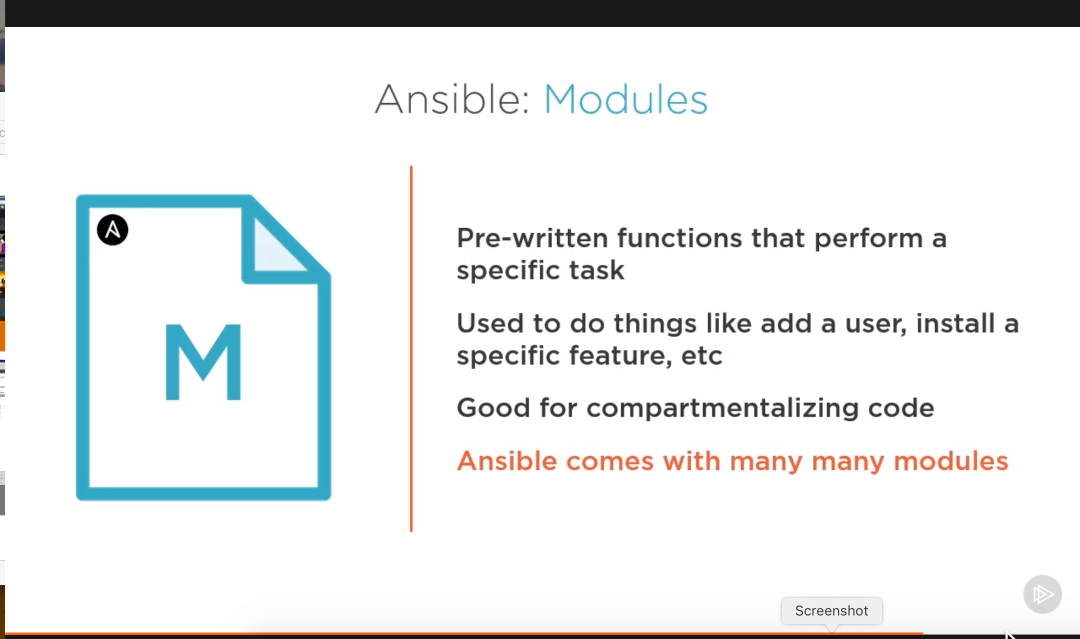 Ansible: Modules
M
Pre-written functions that perform a
specific task
Used to do things like add a user, install a
specific feature, etc
Good for compartmentalizing code
Ansible comes with many many modules
Screenshot